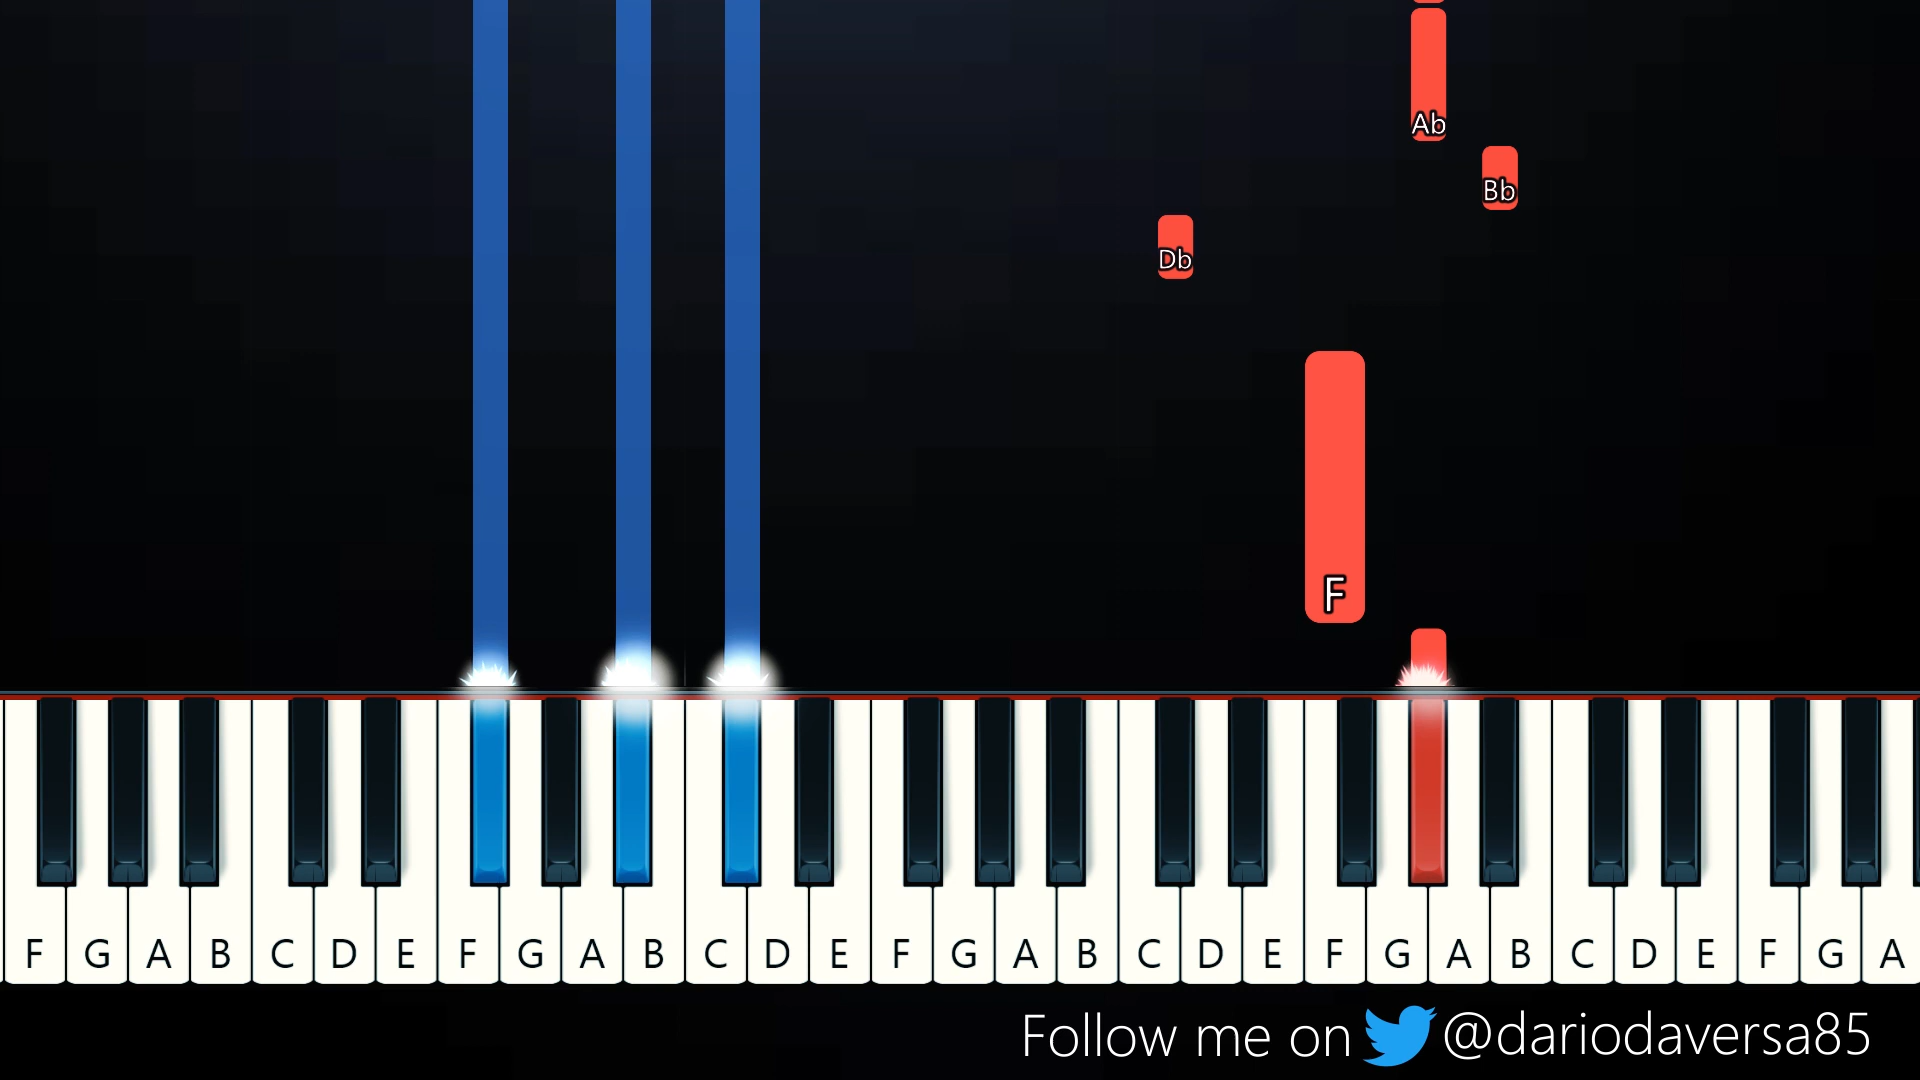 Ab
Bb
Db
F
F G A B C D E F G A B C D E F G A B C D E F G A B C D E F G A
Follow me on @dariodaversa85